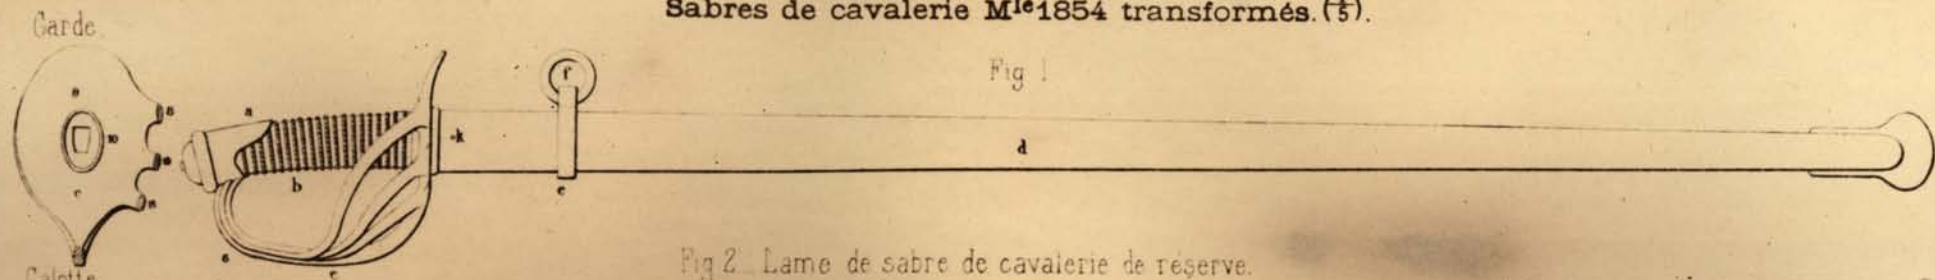 Sabres de cavalerie Mle 1854 transformés. (1/5).
Garde
Fig 1
f
a
k
d
b
e
Fig 2. Lame de sabre de cavalerie de réserve.
Calotte